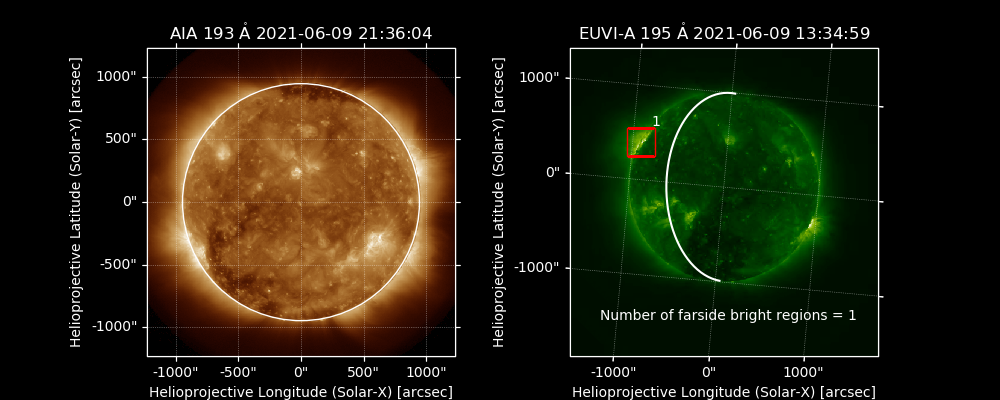 AIA 193 Å 2021-06-09 21:36:04
1000"
500"
0"
-500"
-1000"
-1000" -500" 0" 500" 1000"
Helioprojective Longitude (Solar-X) [arcsec]
Helioprojective Latitude (Solar-Y) [arcsec]
EUVI-A 195 Å 2021-06-09 13:34:59
1000"
0"
-1000"
1
Number of farside bright regions = 1
-1000" 0" 1000"
Helioprojective Longitude (Solar-X) [arcsec]
Helioprojective Latitude (Solar-Y) [arcsec]